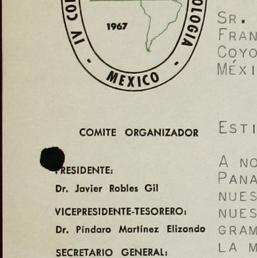 IV CO
1967
MEXICO
OLOGIA
COMITE ORGANIZADOR
PRESIDENTE:
Dr. Javier Robles Gil
VICEPRESIDENTE-TESORERO:
Dr. Píndaro Martínez Elizondo
SECRETARIO GENERAL:
SR.
FRAN
COYO
MÉXI
ESTI
A NO
PANA
NUES
NUES
GRAM
LA M